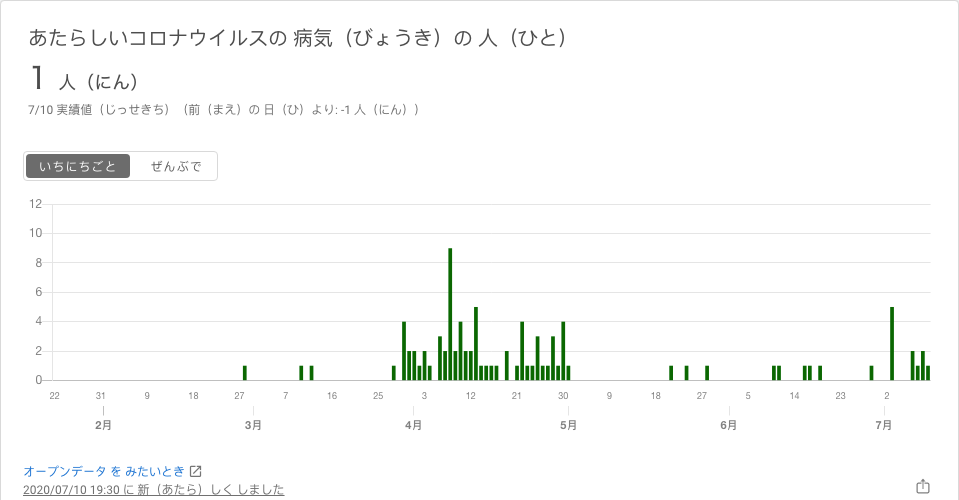 あたらしいコロナウイルスの 病気（びょうき）の 人（ひと）
1 人（にん）
7/10 実績値（じっせきち）（前（まえ）の 日（ひ）より: -1 人（にん））
いちにちごと ぜんぶで
12
10
8
6
4
2
0
22 31 9 18 27 7 16 25 3 12 21 30 9 18 27 5 14 23 2
2月 3月 4月 5月 6月 7月
オープンデータ を みたいとき
2020/07/10 19:30 に 新（あたら）しく しました